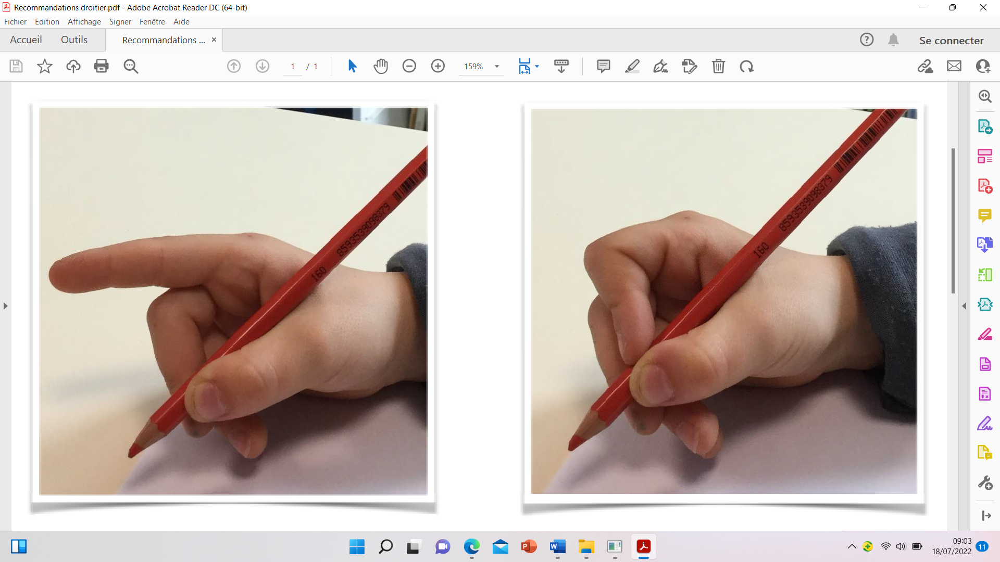 Recommandations droitier.pdf - Adobe Acrobat Reader DC (64-bit)
Fichier Edition Affichage Signer Fenêtre Aide
Accueil Outils Recommandations ... × Se connecter
1 / 1 159%
160 8593539098379
160 8593539098379
P W
09:03
18/07/2022 11